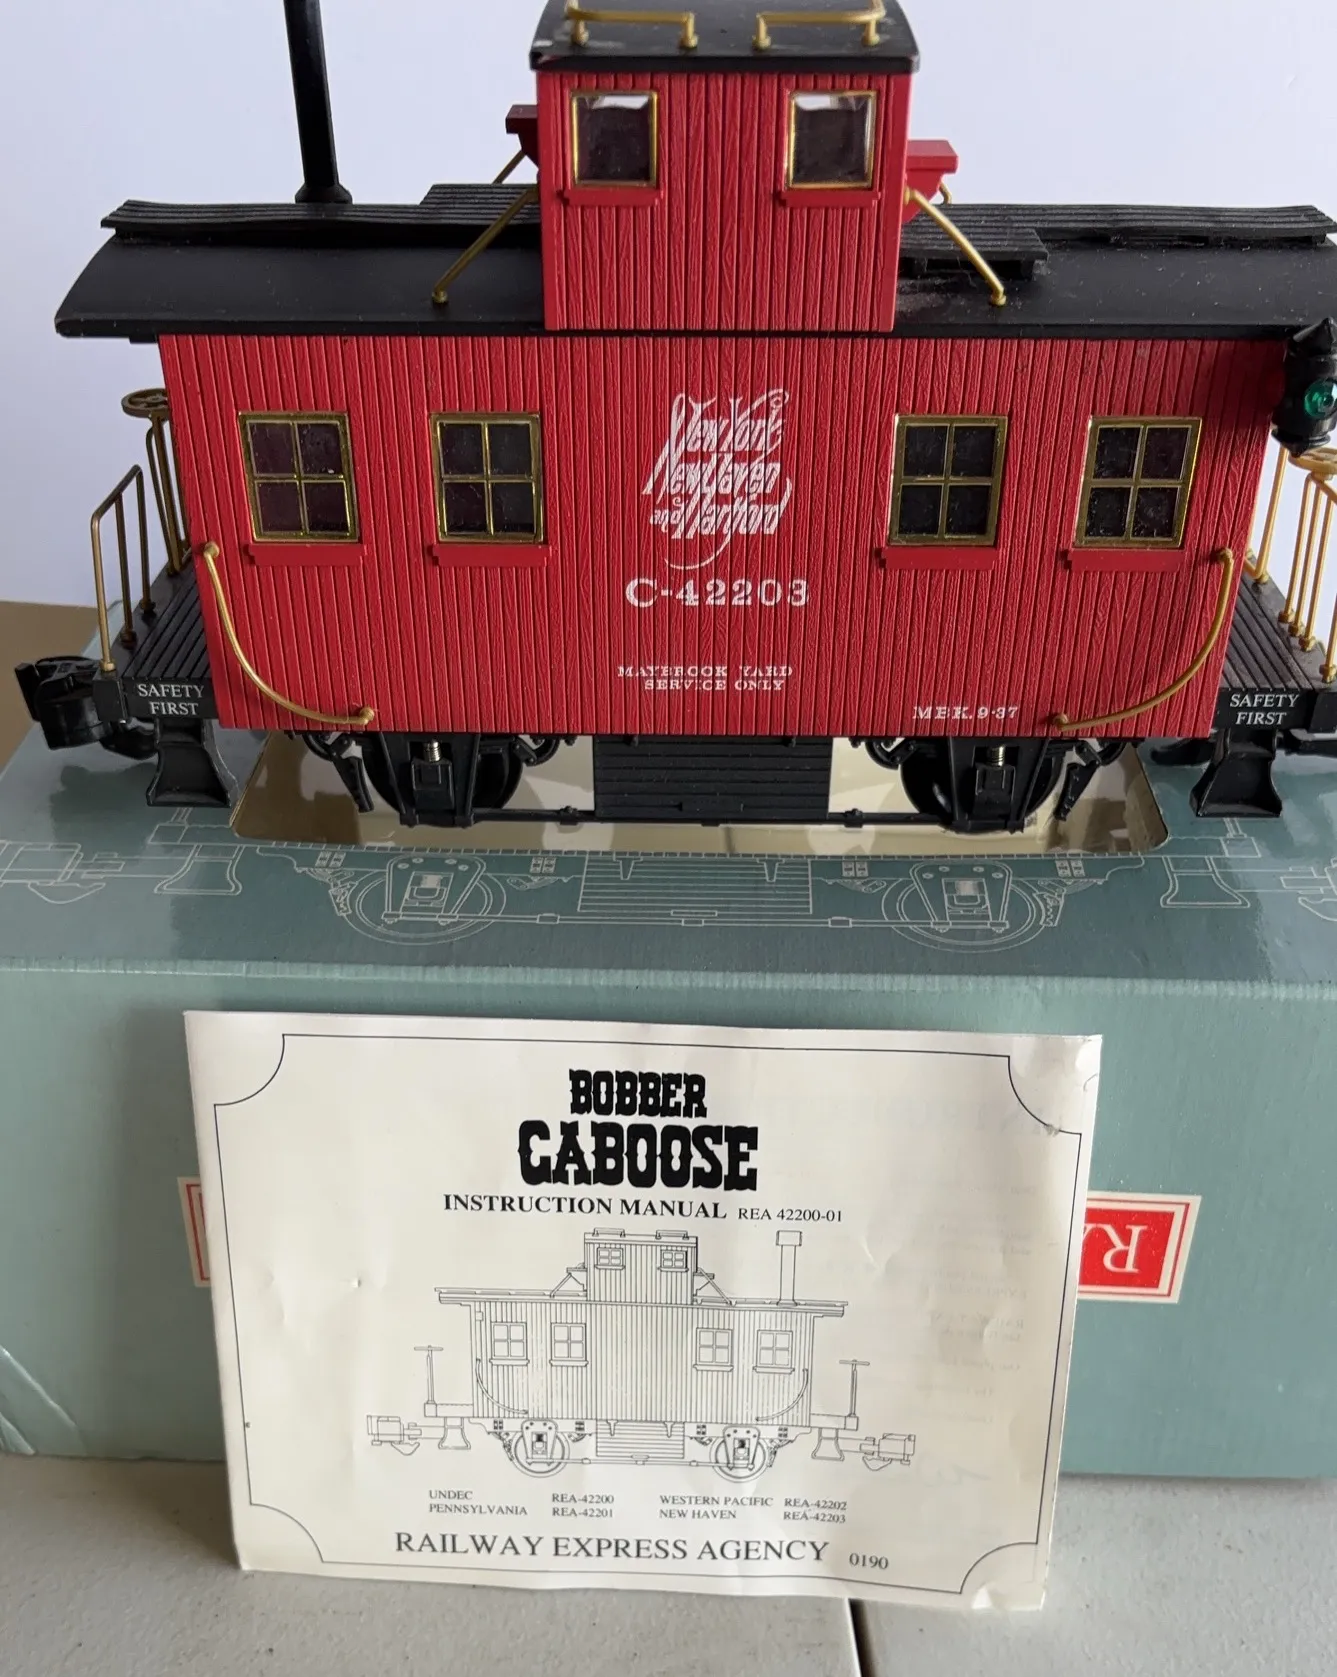 New York
New Haven
and Hartford
C-42203
MAYBROOK YARD
SERVICE ONLY
MBK. 9-37
SAFETY
FIRST
SAFETY
FIRST
BOBBER
CABOOSE
INSTRUCTION MANUAL REA 42200-01
UNDEC REA-42200 WESTERN PACIFIC REA-42202
PENNSYLVANIA REA-42201 NEW HAVEN REA-42203
RAILWAY EXPRESS AGENCY 0190
R